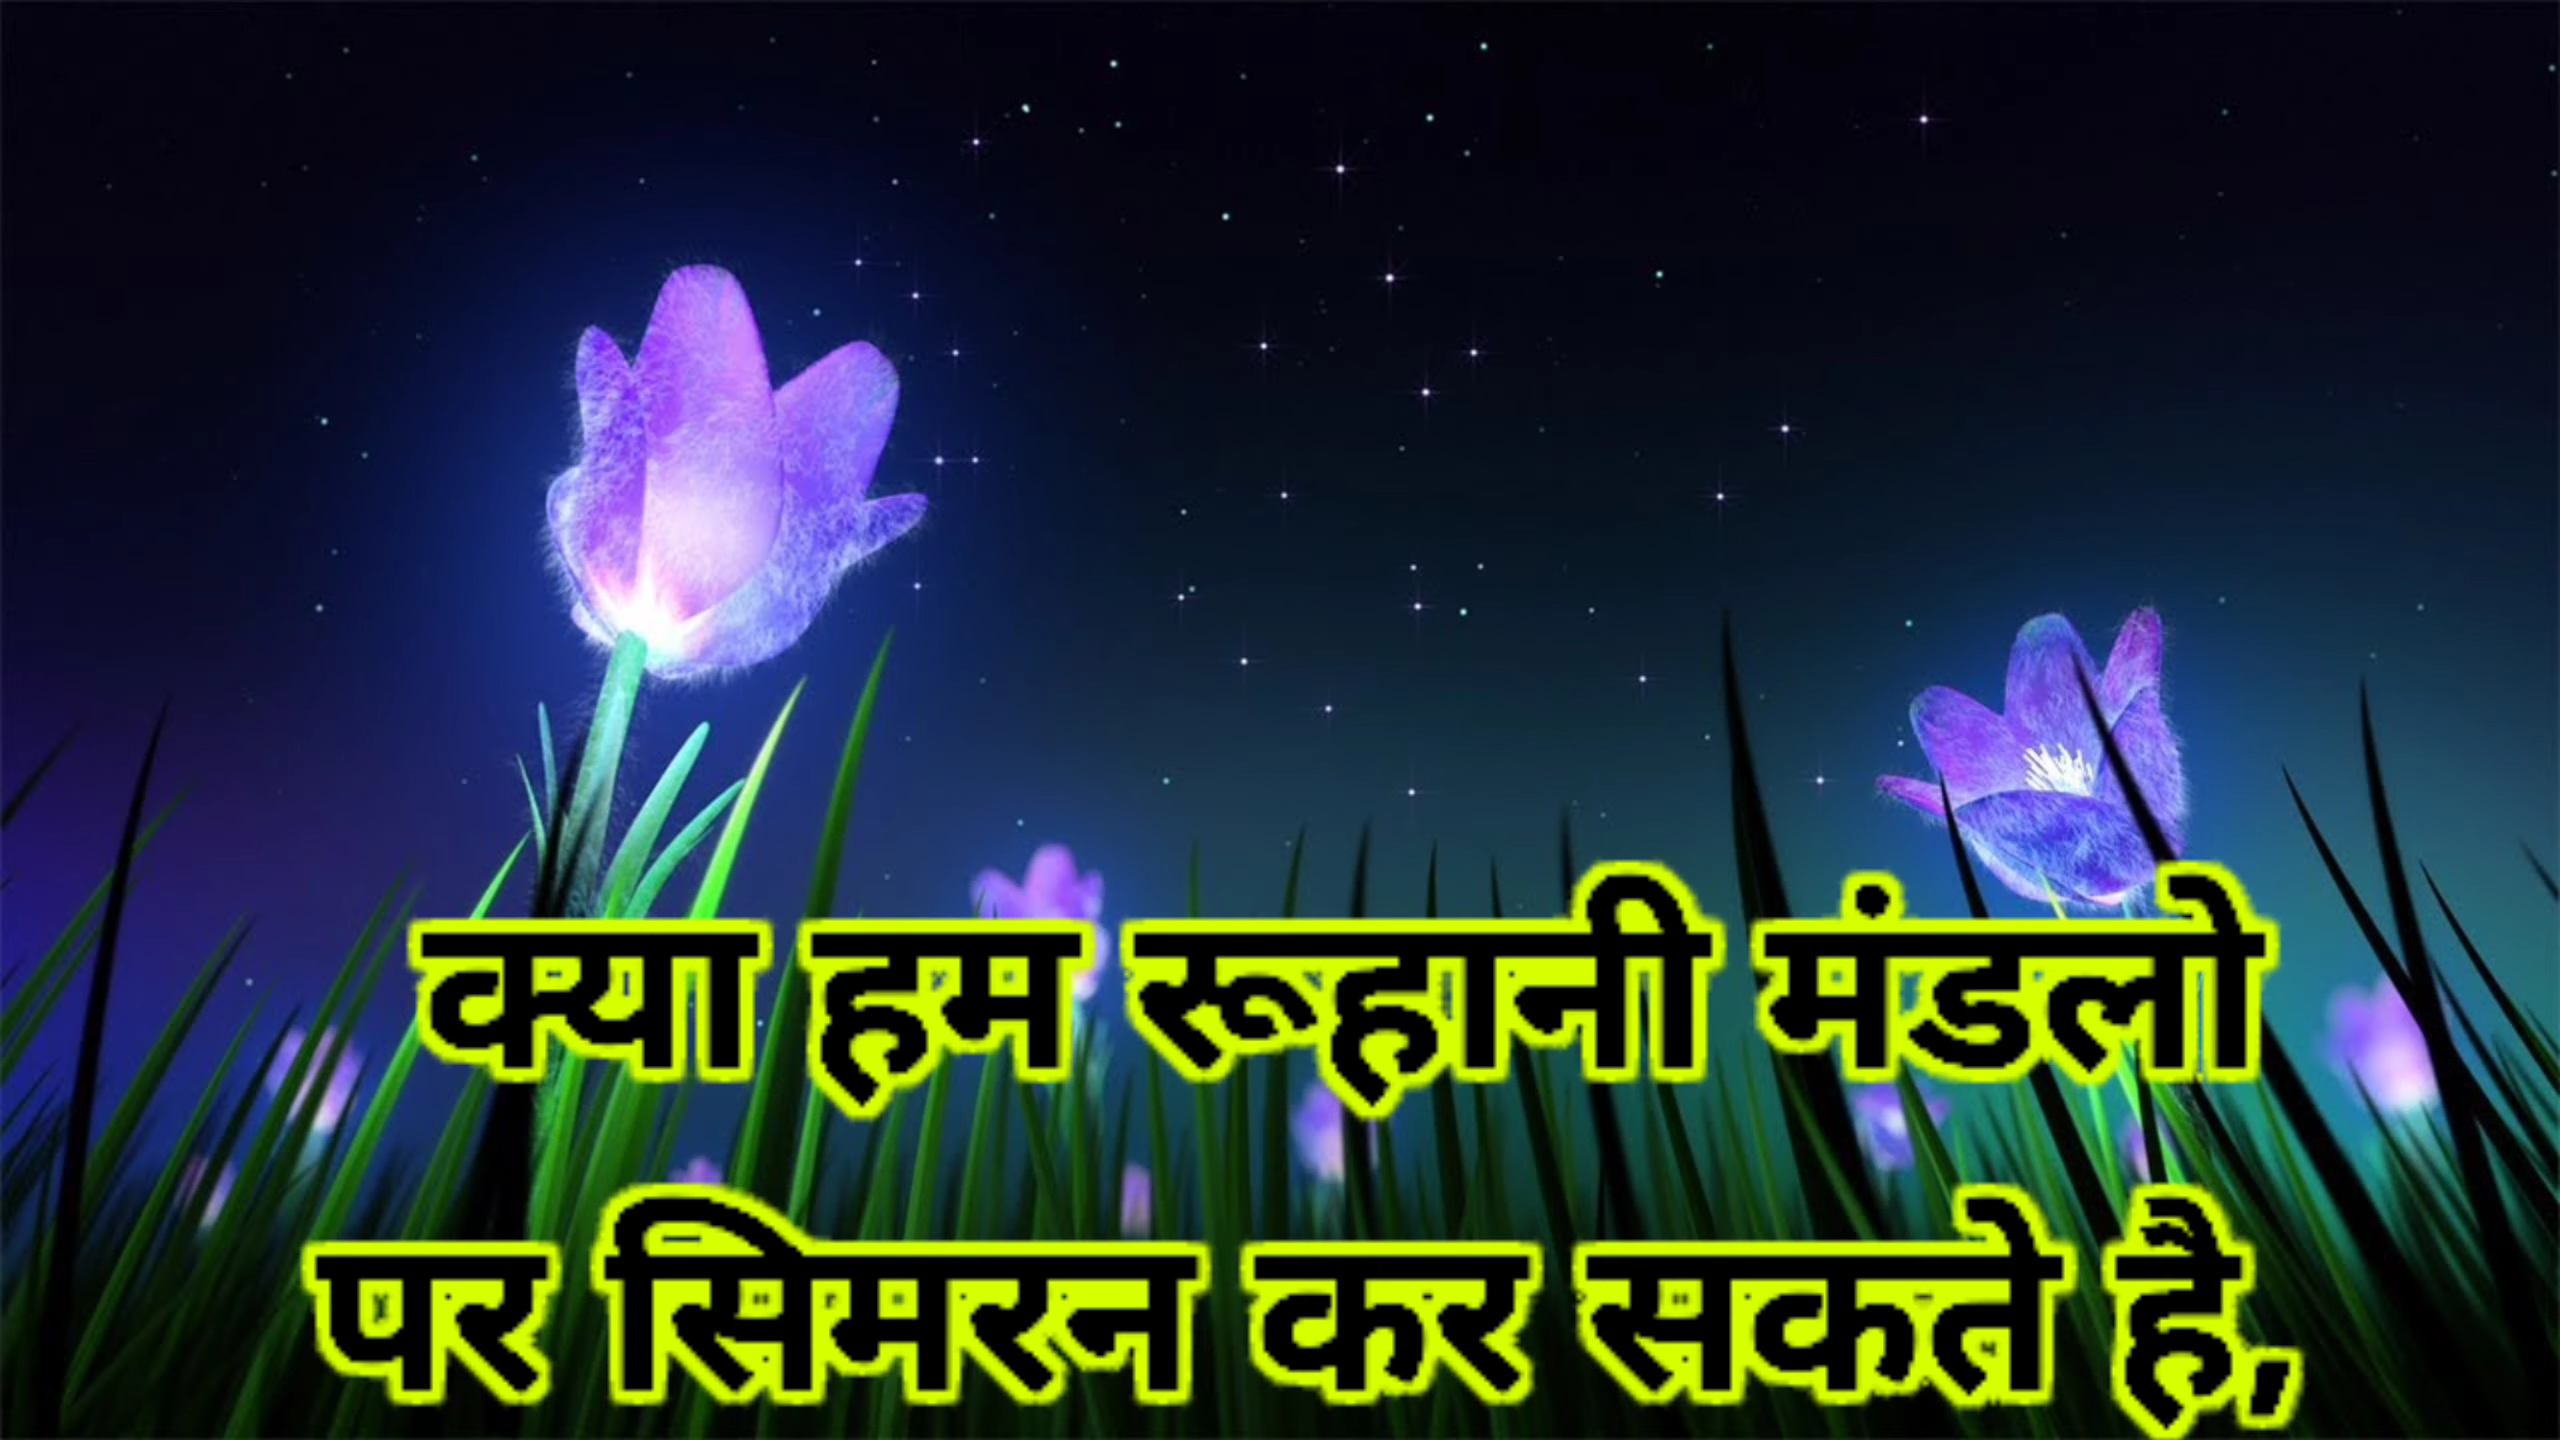 क्या हम रूहानी मंडलो
पर सिमरन कर सकते है,